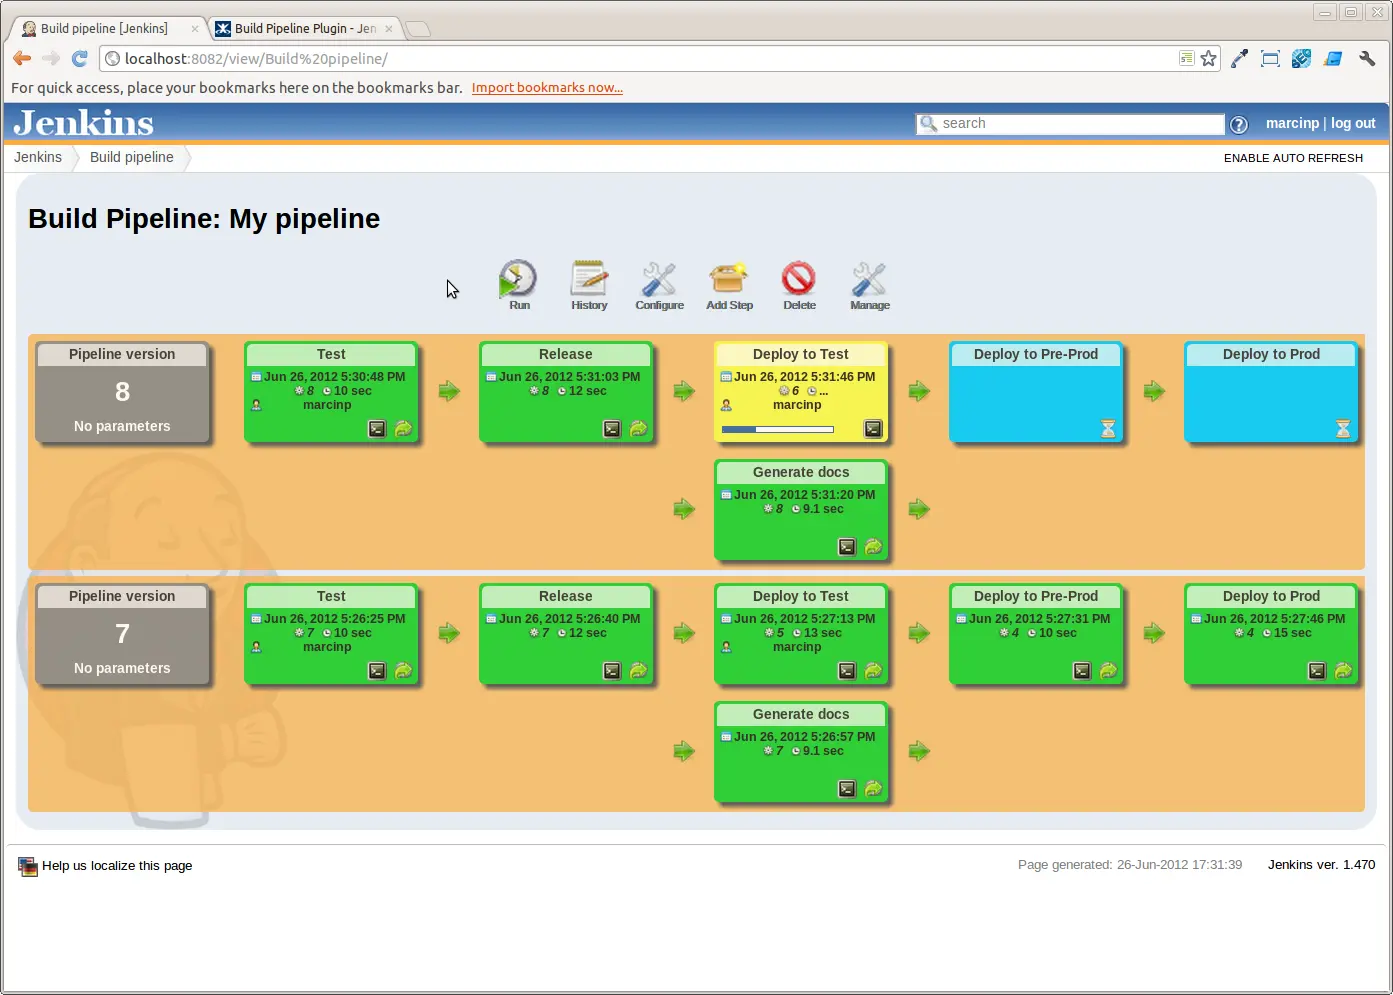 Build pipeline [Jenkins]
Build Pipeline Plugin - Jen
localhost:8082/view/Build%20pipeline/
For quick access, place your bookmarks here on the bookmarks bar. Import bookmarks now...
Jenkins
search
marcinp | log out
Jenkins
Build pipeline
ENABLE AUTO REFRESH
Build Pipeline: My pipeline
Run
History
Configure
Add Step
Delete
Manage
Pipeline version
8
No parameters
Test
Jun 26, 2012 5:30:48 PM
8 10 sec
marcinp
Release
Jun 26, 2012 5:31:03 PM
8 12 sec
Deploy to Test
Jun 26, 2012 5:31:46 PM
6 ...
marcinp
Deploy to Pre-Prod
Deploy to Prod
Generate docs
Jun 26, 2012 5:31:20 PM
8 9.1 sec
Pipeline version
7
No parameters
Test
Jun 26, 2012 5:26:25 PM
7 10 sec
marcinp
Release
Jun 26, 2012 5:26:40 PM
7 12 sec
Deploy to Test
Jun 26, 2012 5:27:13 PM
5 13 sec
marcinp
Deploy to Pre-Prod
Jun 26, 2012 5:27:31 PM
4 10 sec
Deploy to Prod
Jun 26, 2012 5:27:46 PM
4 15 sec
Generate docs
Jun 26, 2012 5:26:57 PM
7 9.1 sec
Help us localize this page
Page generated: 26-Jun-2012 17:31:39
Jenkins ver. 1.470